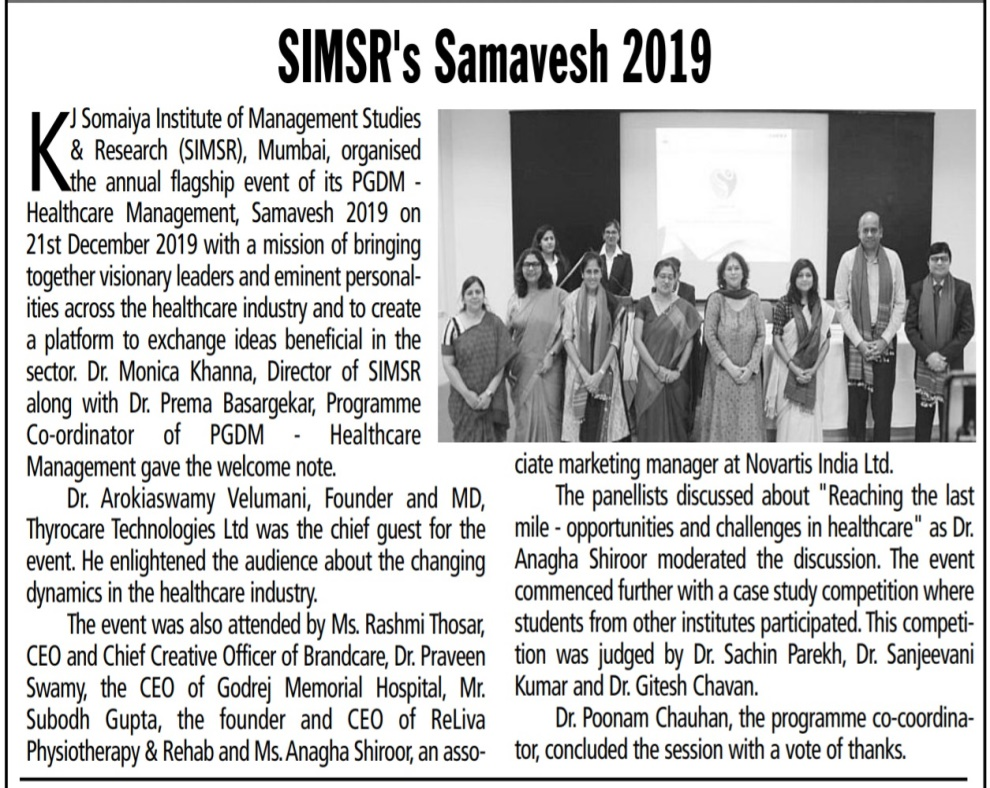 SIMSR's Samavesh 2019
KJ Somaiya Institute of Management Studies
& Research (SIMSR), Mumbai, organised
the annual flagship event of its PGDM -
Healthcare Management, Samavesh 2019 on
21st December 2019 with a mission of bringing
together visionary leaders and eminent personal-
ities across the healthcare industry and to create
a platform to exchange ideas beneficial in the
sector. Dr. Monica Khanna, Director of SIMSR
along with Dr. Prema Basargekar, Programme
Co-ordinator of PGDM - Healthcare
Management gave the welcome note.
Dr. Arokiaswamy Velumani, Founder and MD,
Thyrocare Technologies Ltd was the chief guest for the
event. He enlightened the audience about the changing
dynamics in the healthcare industry.
The event was also attended by Ms. Rashmi Thosar,
CEO and Chief Creative Officer of Brandcare, Dr. Praveen
Swamy, the CEO of Godrej Memorial Hospital, Mr.
Subodh Gupta, the founder and CEO of ReLiva
Physiotherapy & Rehab and Ms. Anagha Shiroor, an asso-
ciate marketing manager at Novartis India Ltd.
The panellists discussed about "Reaching the last
mile - opportunities and challenges in healthcare" as Dr.
Anagha Shiroor moderated the discussion. The event
commenced further with a case study competition where
students from other institutes participated. This competi-
tion was judged by Dr. Sachin Parekh, Dr. Sanjeevani
Kumar and Dr. Gitesh Chavan.
Dr. Poonam Chauhan, the programme co-coordina-
tor, concluded the session with a vote of thanks.